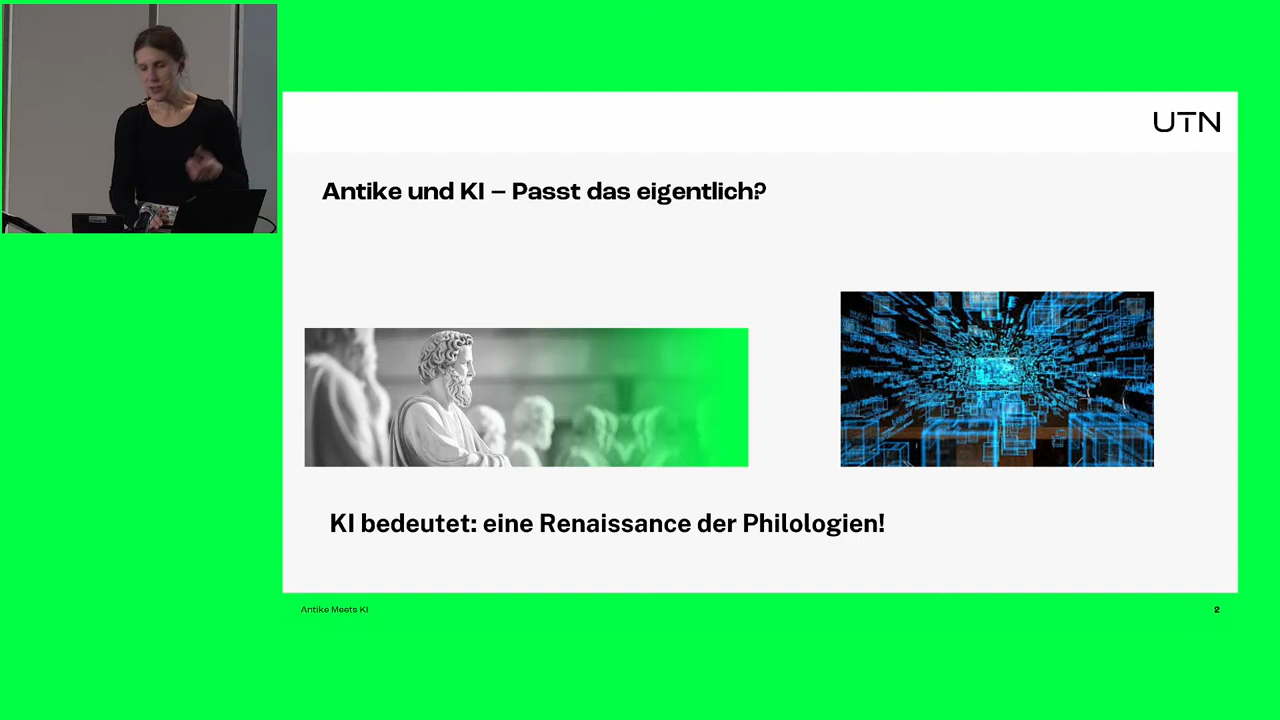 UTN
Antike und KI – Passt das eigentlich?
KI bedeutet: eine Renaissance der Philologien!
Antike Meets KI
2